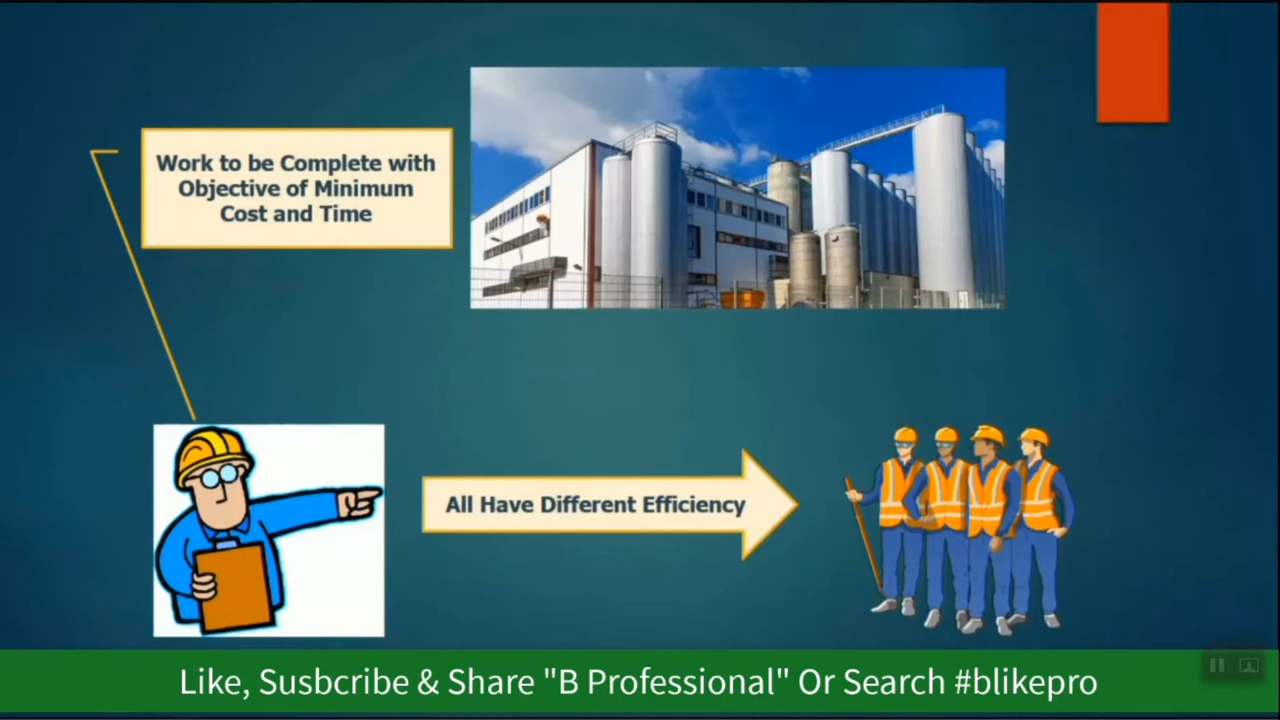 Work to be Complete with
Objective of Minimum
Cost and Time
All Have Different Efficiency
Like, Susbcribe & Share "B Professional" Or Search #blikepro